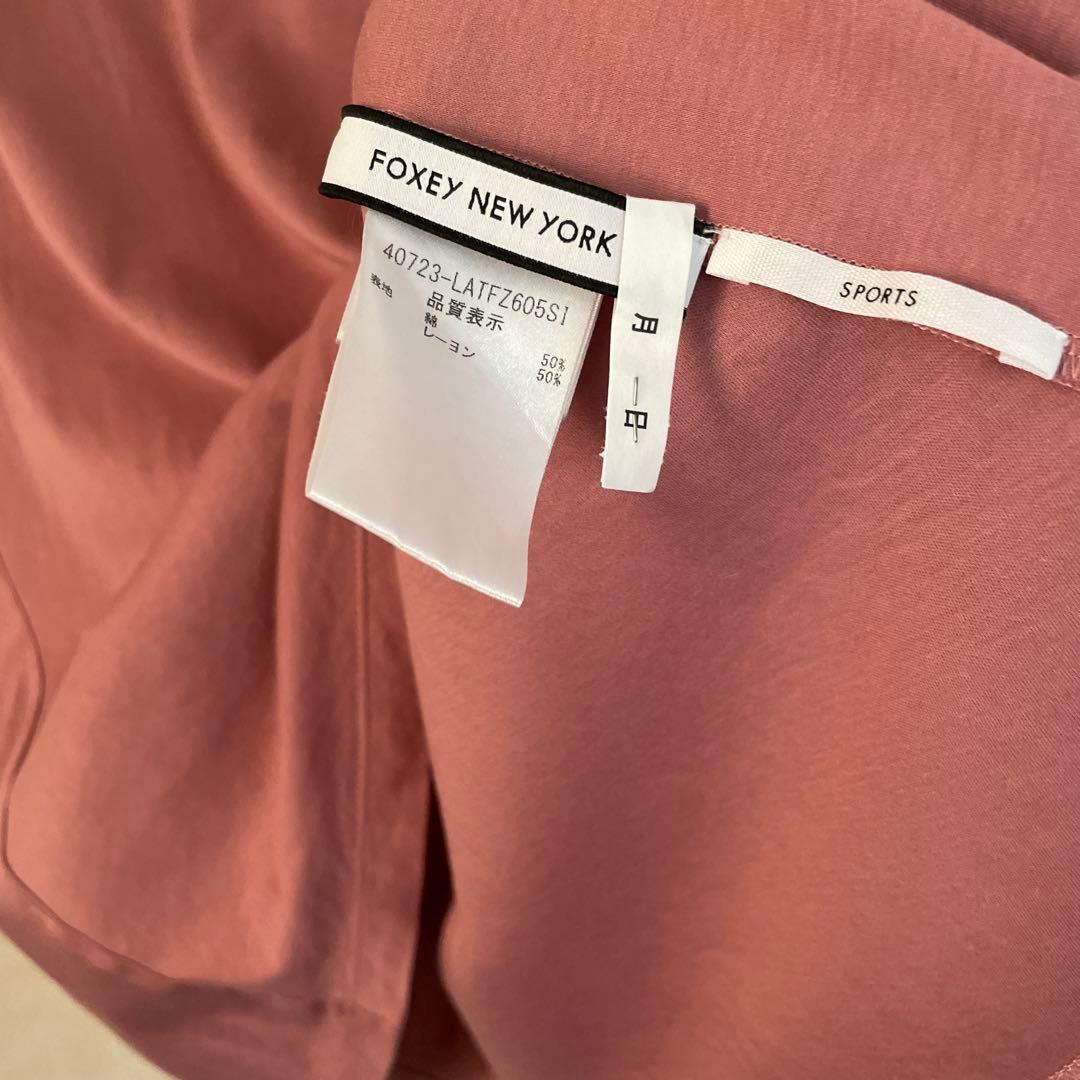 FOXEY NEW YORK
SPORTS
40723-LATFZ605SI
品質表示
表地
綿 50%
レーヨン 50%
月
日